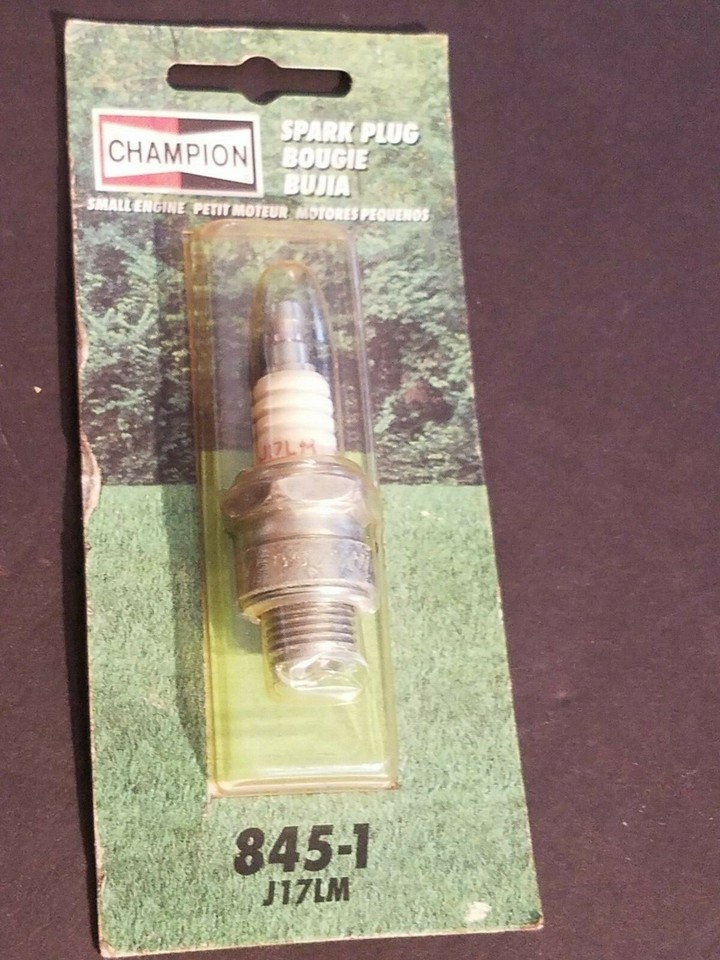 CHAMPION
SPARK PLUG
BOUGIE
BUJIA
SMALL ENGINE PETIT MOTEUR MOTORES PEQUENOS
J17LM
845-1
J17LM